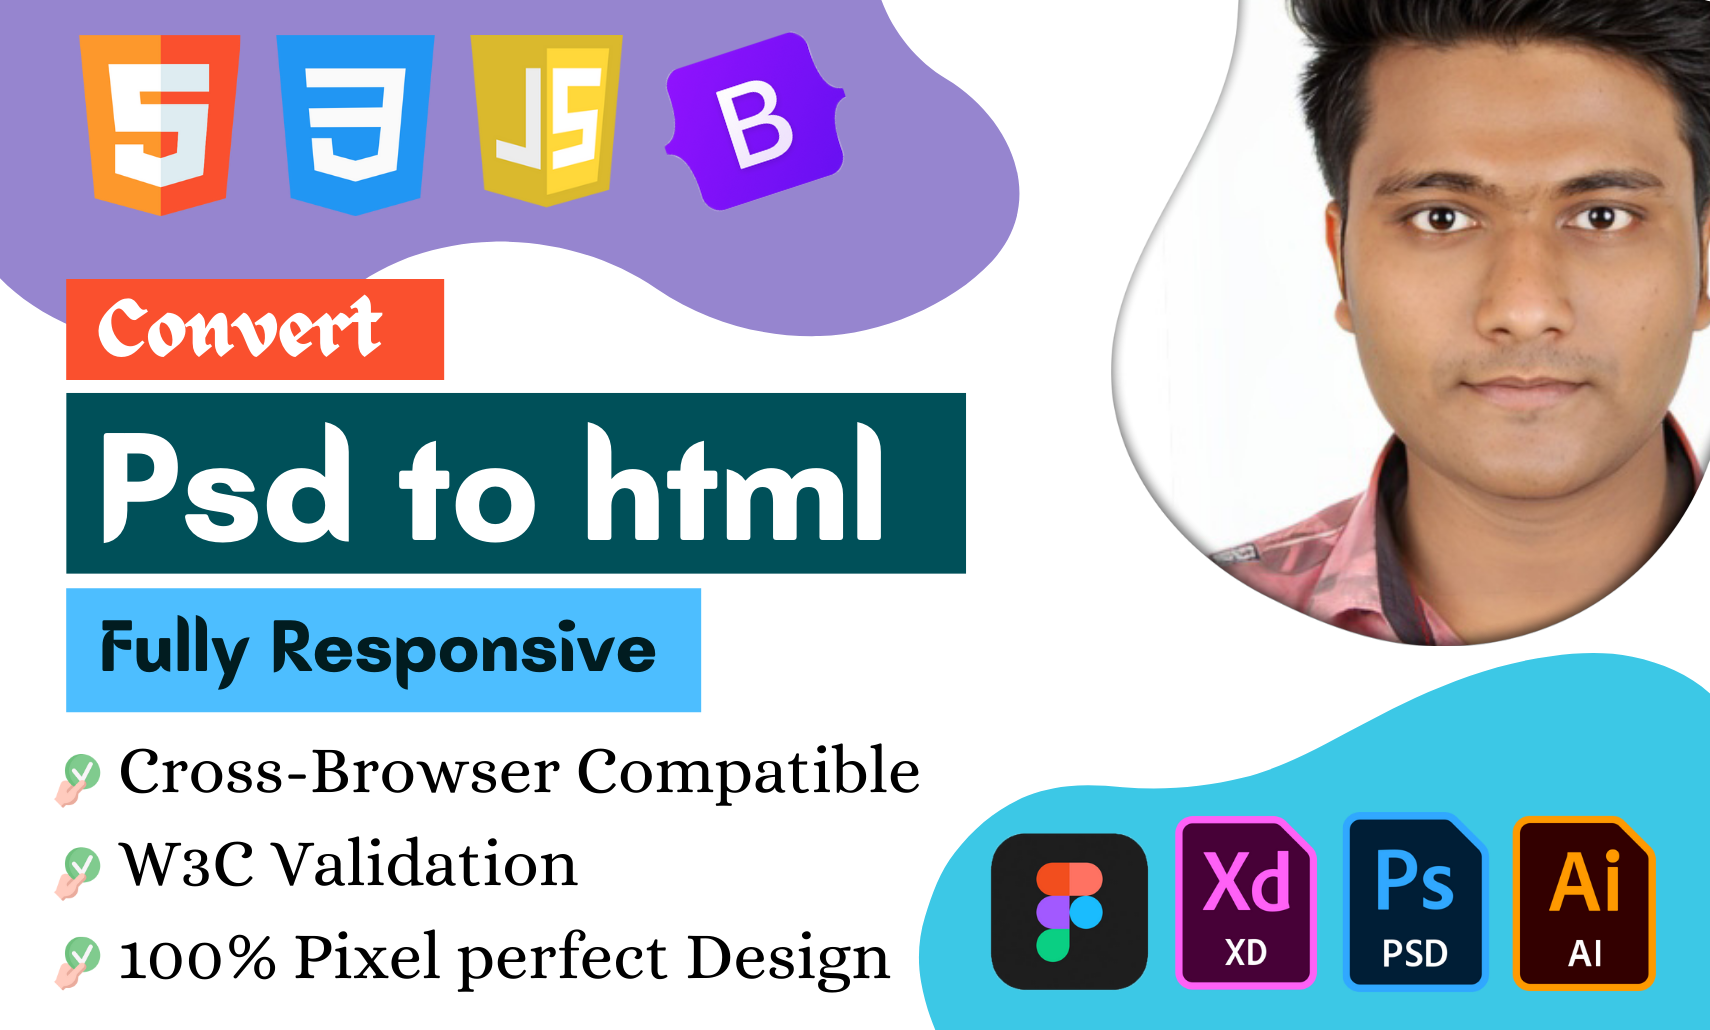 5
3
JS
B
Convert
Psd to html
Fully Responsive
Cross-Browser Compatible
W3C Validation
100% Pixel perfect Design
Xd
XD
Ps
PSD
Ai
AI